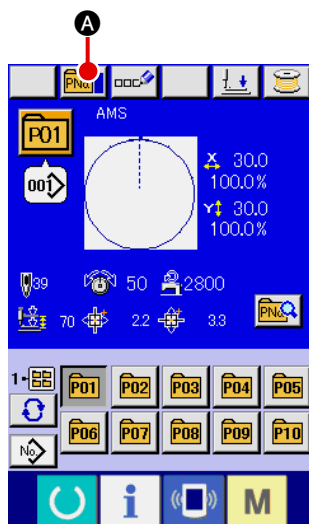 A
PNo.
AMS
P01
001
X 30.0
100.0%
Y 30.0
100.0%
39 50 2800
70 2.2 3.3 PNo.
1- P01 P02 P03 P04 P05
P06 P07 P08 P09 P10
No.
i M